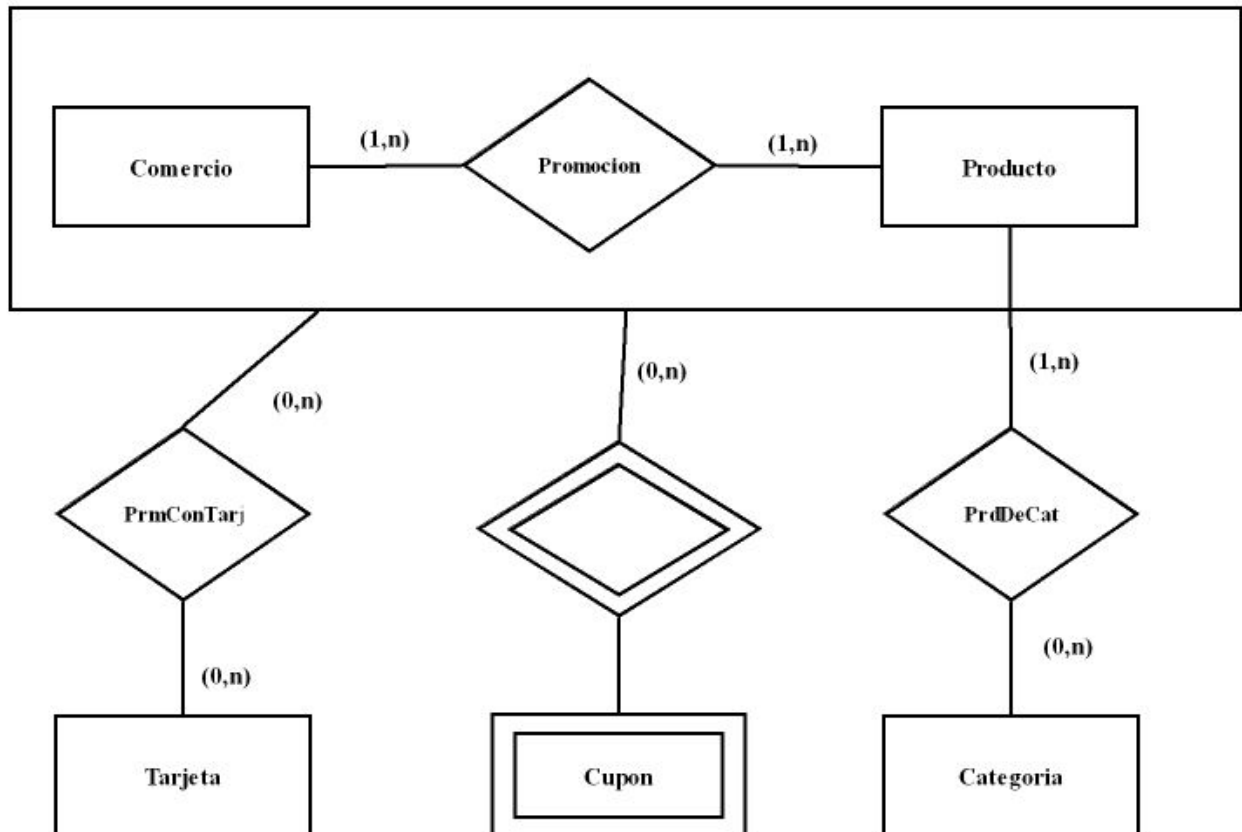 (1,n)
(1,n)
Comercio
Promocion
Producto
(0,n)
(0,n)
(1,n)
PrmConTarj
PrdDeCat
(0,n)
(0,n)
Tarjeta
Cupon
Categoria